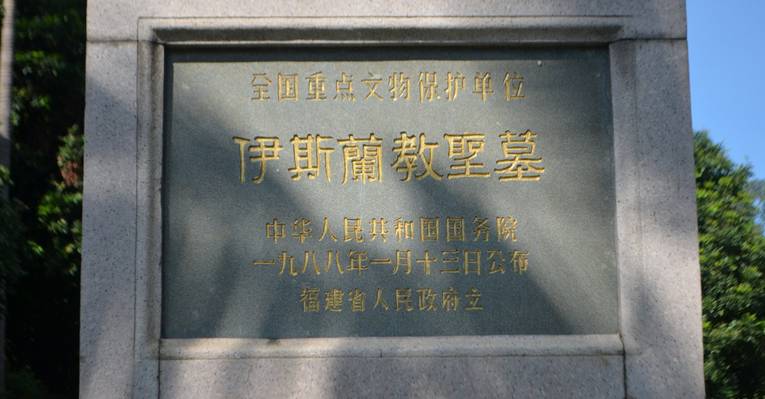 全国重点文物保护单位
伊斯蘭教聖墓
中华人民共和国国务院
一九八八年一月十三日公布
福建省人民政府立